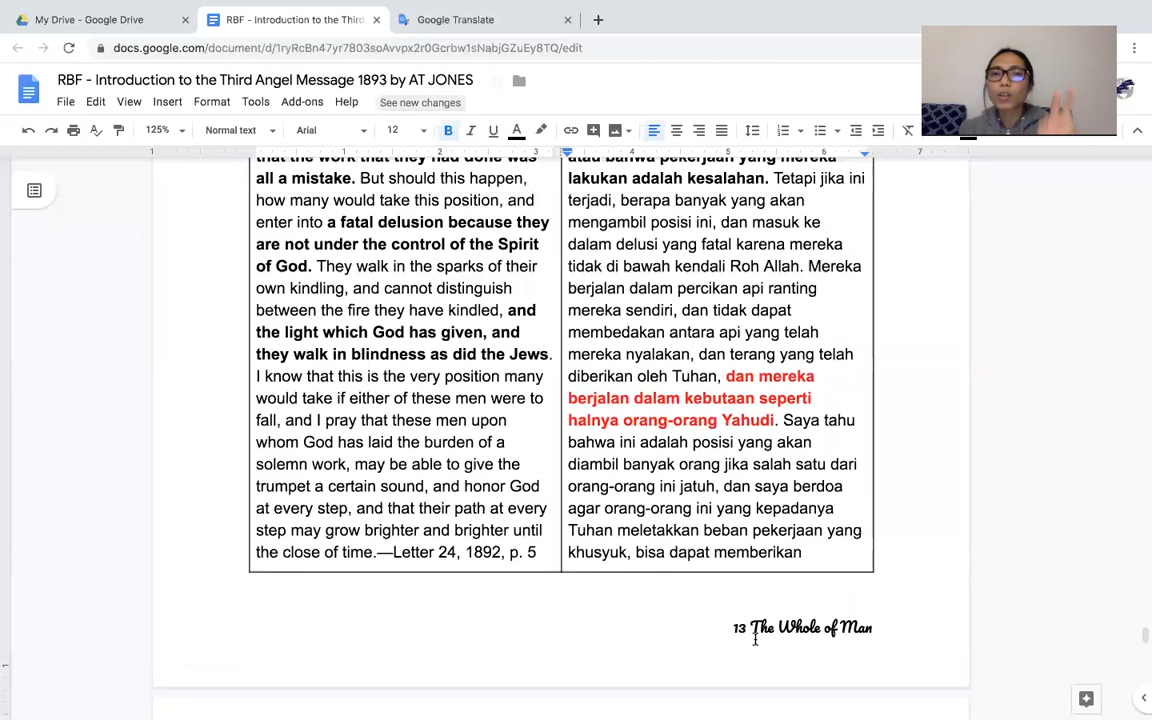 My Drive - Google Drive
RBF - Introduction to the Third
Google Translate
docs.google.com/document/d/1ryRcBn47yr7803soAvvpx2r0Gcrbw1sNabjGZuEy8TQ/edit
RBF - Introduction to the Third Angel Message 1893 by AT JONES
File Edit View Insert Format Tools Add-ons Help See new changes
125% Normal text Arial 12 B I U A
1 1 2 3 4 5 6 7
that the work that they had done was
all a mistake. But should this happen,
how many would take this position, and
enter into a fatal delusion because they
are not under the control of the Spirit
of God. They walk in the sparks of their
own kindling, and cannot distinguish
between the fire they have kindled, and
the light which God has given, and
they walk in blindness as did the Jews.
I know that this is the very position many
would take if either of these men were to
fall, and I pray that these men upon
whom God has laid the burden of a
solemn work, may be able to give the
trumpet a certain sound, and honor God
at every step, and that their path at every
step may grow brighter and brighter until
the close of time.—Letter 24, 1892, p. 5
atau bahwa pekerjaan yang mereka
lakukan adalah kesalahan. Tetapi jika ini
terjadi, berapa banyak yang akan
mengambil posisi ini, dan masuk ke
dalam delusi yang fatal karena mereka
tidak di bawah kendali Roh Allah. Mereka
berjalan dalam percikan api ranting
mereka sendiri, dan tidak dapat
membedakan antara api yang telah
mereka nyalakan, dan terang yang telah
diberikan oleh Tuhan, dan mereka
berjalan dalam kebutaan seperti
halnya orang-orang Yahudi. Saya tahu
bahwa ini adalah posisi yang akan
diambil banyak orang jika salah satu dari
orang-orang ini jatuh, dan saya berdoa
agar orang-orang ini yang kepadanya
Tuhan meletakkan beban pekerjaan yang
khusyuk, bisa dapat memberikan
13 The Whole of Man